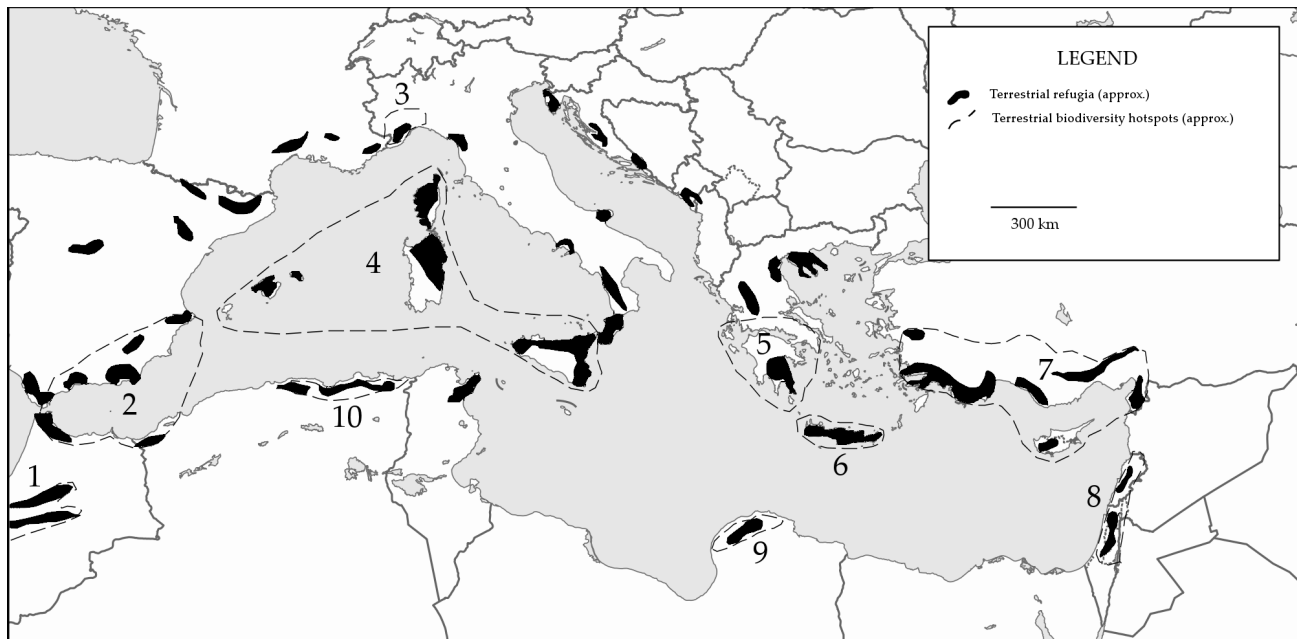 LEGEND
Terrestrial refugia (approx.)
Terrestrial biodiversity hotspots (approx.)
300 km
3
4
5
7
2
10
6
1
8
9